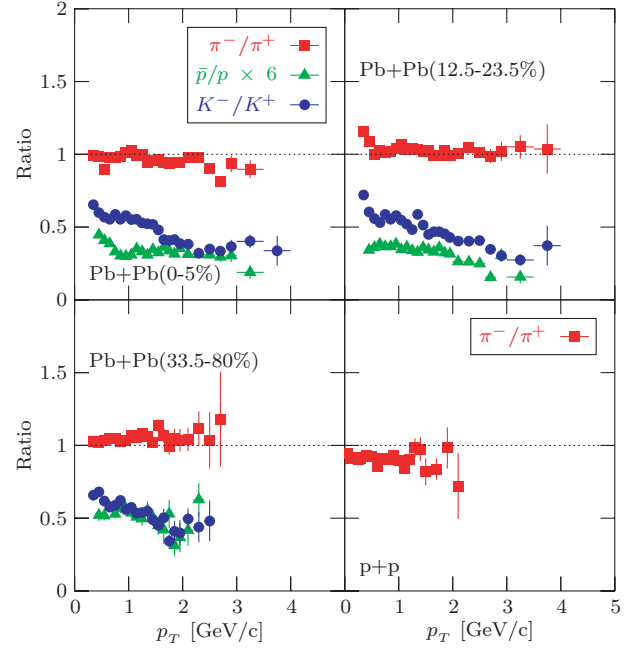 2
1.5
1
0.5
0
Ratio
π⁻/π⁺
p̄/p × 6
K⁻/K⁺
Pb+Pb(0-5%)
Pb+Pb(12.5-23.5%)
1.5
1
0.5
0
Ratio
Pb+Pb(33.5-80%)
π⁻/π⁺
p+p
0 1 2 3 4 0 1 2 3 4 5
p_T [GeV/c] p_T [GeV/c]